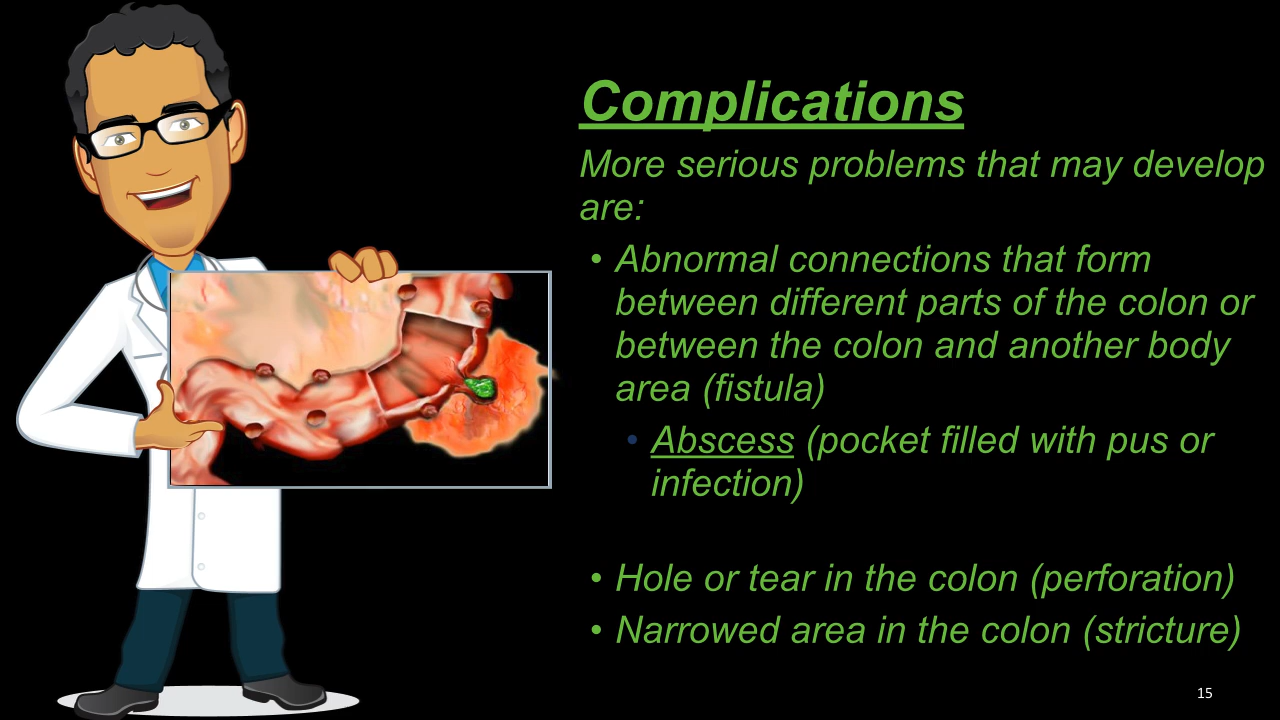 Complications
More serious problems that may develop
are:
• Abnormal connections that form
between different parts of the colon or
between the colon and another body
area (fistula)
• Abscess (pocket filled with pus or
infection)
• Hole or tear in the colon (perforation)
• Narrowed area in the colon (stricture)
15